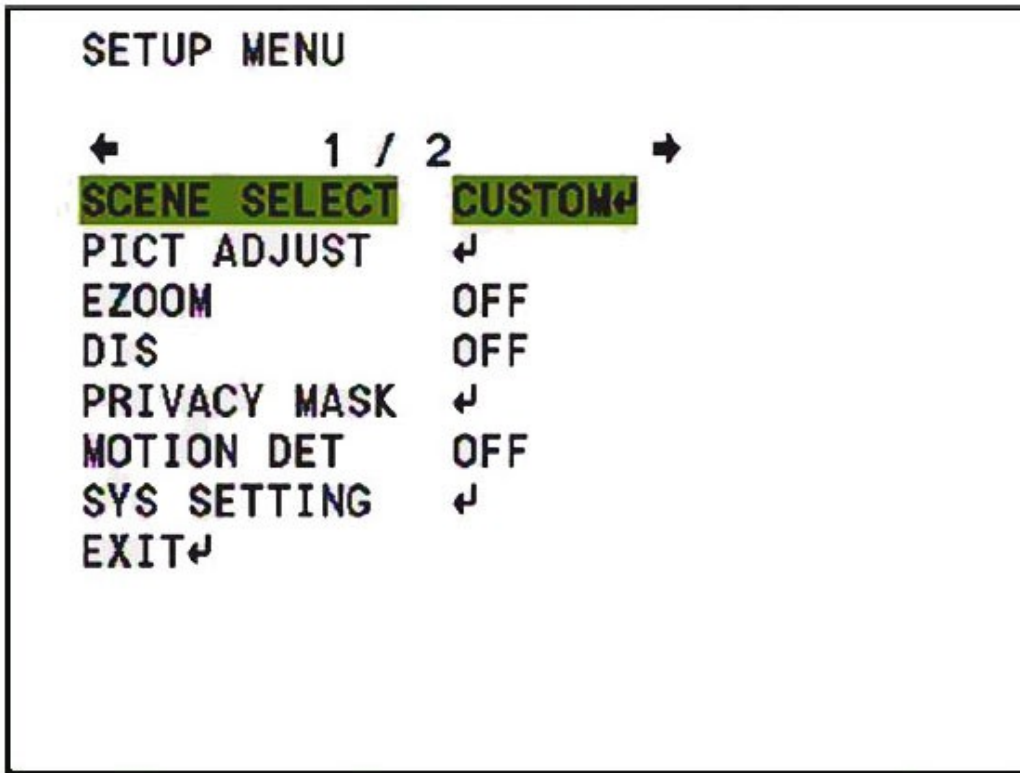 SETUP MENU
← 1 / 2 →
SCENE SELECT CUSTOM↵
PICT ADJUST ↵
EZOOM OFF
DIS OFF
PRIVACY MASK ↵
MOTION DET OFF
SYS SETTING ↵
EXIT↵